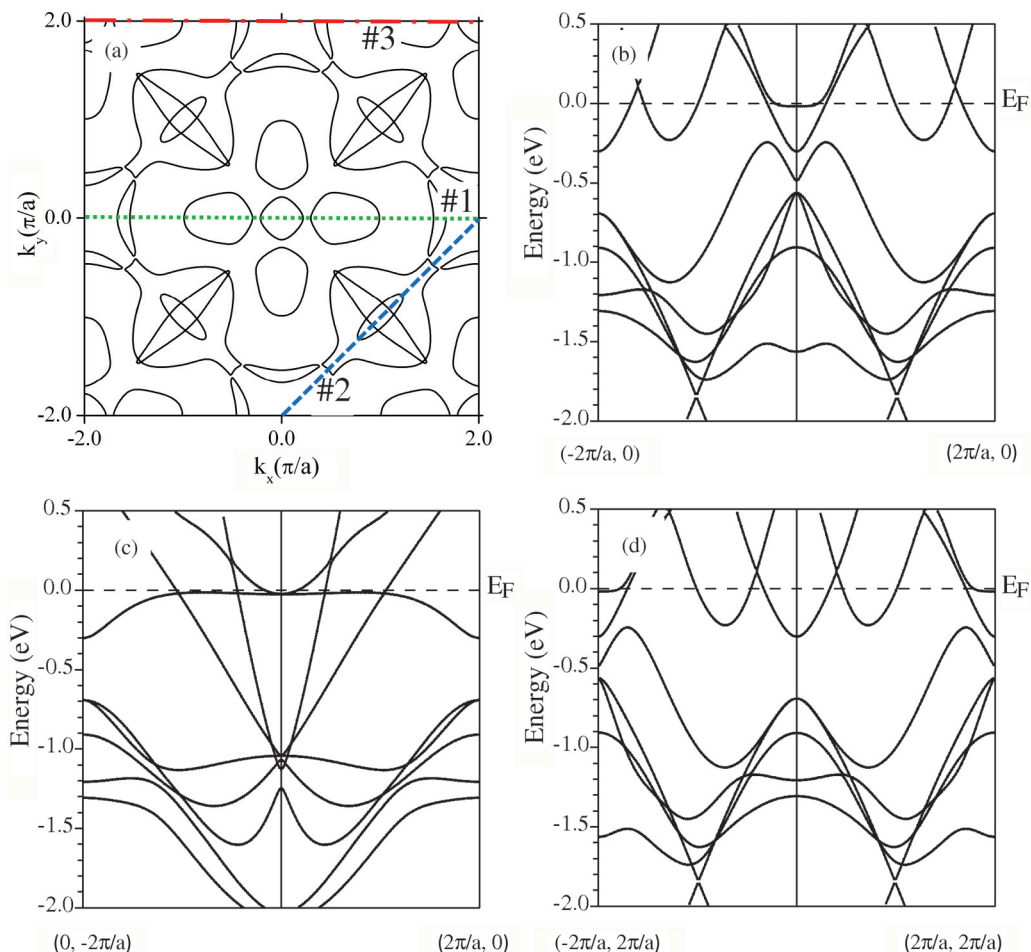 2.0
(a)
#3
#1
0.0
#2
-2.0
-2.0
0.0
2.0
k_y(π/a)
k_x(π/a)
0.5
(b)
0.0
E_F
-0.5
-1.0
-1.5
-2.0
Energy (eV)
(-2π/a, 0)
(2π/a, 0)
0.5
(c)
0.0
E_F
-0.5
-1.0
-1.5
-2.0
Energy (eV)
(0, -2π/a)
(2π/a, 0)
0.5
(d)
0.0
E_F
-0.5
-1.0
-1.5
-2.0
Energy (eV)
(-2π/a, 2π/a)
(2π/a, 2π/a)